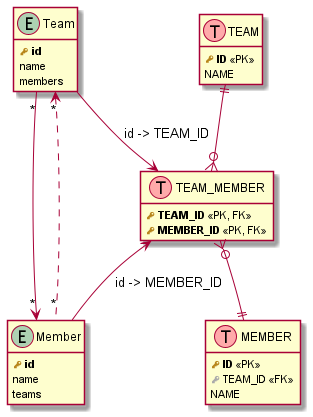 E Team
id
name
members
T TEAM
ID «PK»
NAME
*
*
id -> TEAM_ID
T TEAM_MEMBER
TEAM_ID «PK, FK»
MEMBER_ID «PK, FK»
id -> MEMBER_ID
*
*
E Member
id
name
teams
T MEMBER
ID «PK»
TEAM_ID «FK»
NAME